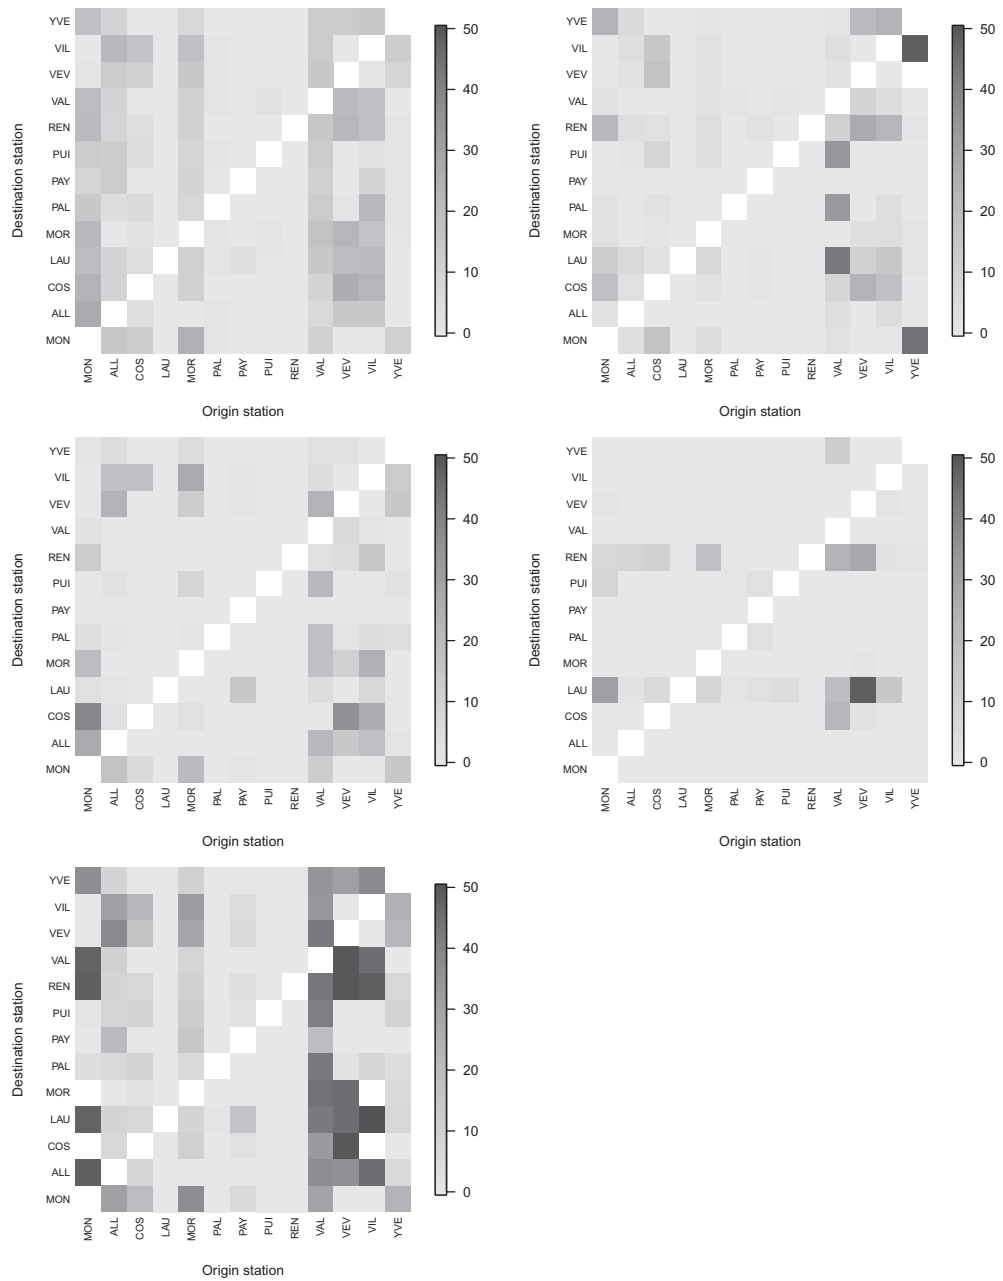 YVE
VIL
VEV
VAL
REN
PUI
PAY
PAL
MOR
LAU
COS
ALL
MON
Destination station
MON ALL COS LAU MOR PAL PAY PUI REN VAL VEV VIL YVE
Origin station
50
40
30
20
10
0
YVE
VIL
VEV
VAL
REN
PUI
PAY
PAL
MOR
LAU
COS
ALL
MON
Destination station
MON ALL COS LAU MOR PAL PAY PUI REN VAL VEV VIL YVE
Origin station
50
40
30
20
10
0
YVE
VIL
VEV
VAL
REN
PUI
PAY
PAL
MOR
LAU
COS
ALL
MON
Destination station
MON ALL COS LAU MOR PAL PAY PUI REN VAL VEV VIL YVE
Origin station
50
40
30
20
10
0
YVE
VIL
VEV
VAL
REN
PUI
PAY
PAL
MOR
LAU
COS
ALL
MON
Destination station
MON ALL COS LAU MOR PAL PAY PUI REN VAL VEV VIL YVE
Origin station
50
40
30
20
10
0
YVE
VIL
VEV
VAL
REN
PUI
PAY
PAL
MOR
LAU
COS
ALL
MON
Destination station
MON ALL COS LAU MOR PAL PAY PUI REN VAL VEV VIL YVE
Origin station
50
40
30
20
10
0